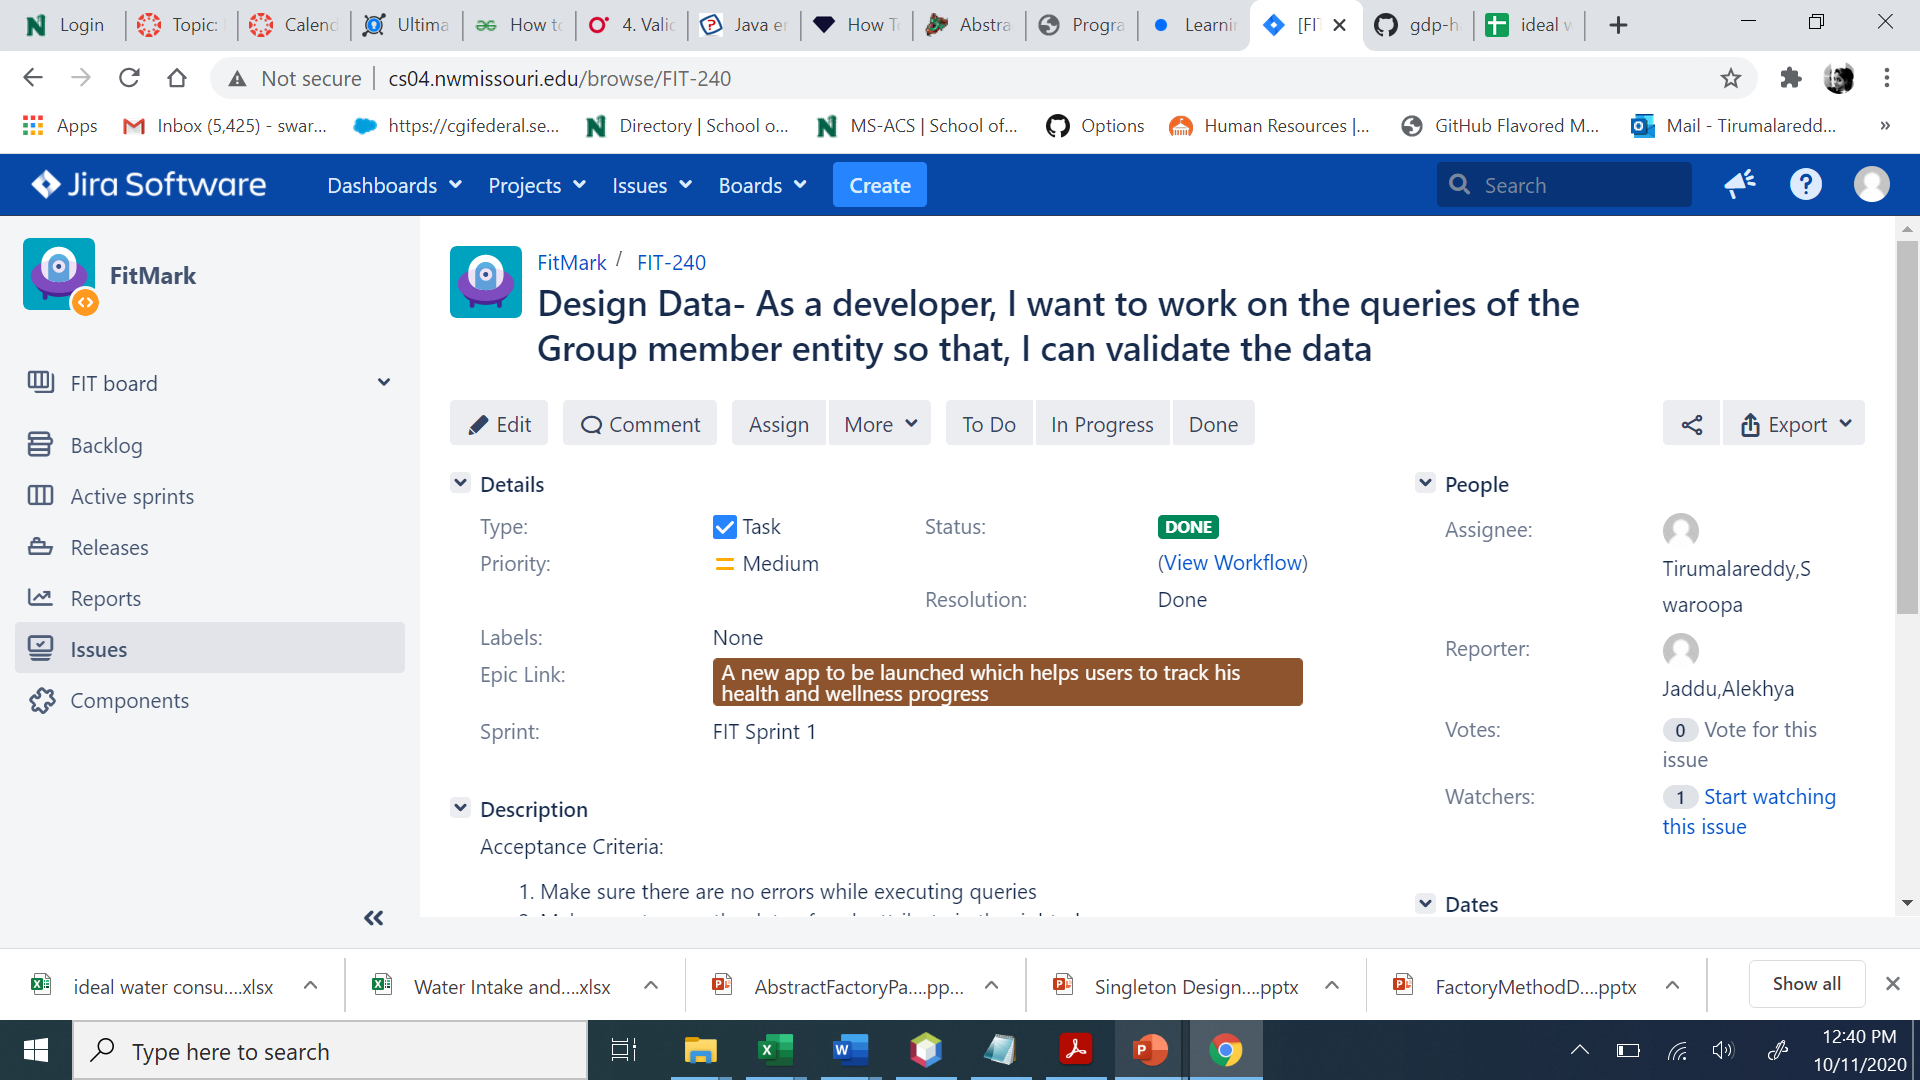 Login
Topic:
Calend
Ultima
How to
4. Valid
Java en
How To
Abstra
Progra
Learnin
[FIT
gdp-h
ideal w
Not secure | cs04.nwmissouri.edu/browse/FIT-240
Apps
Inbox (5,425) - swar...
https://cgifederal.se...
Directory | School o...
MS-ACS | School of...
Options
Human Resources |...
GitHub Flavored M...
Mail - Tirumalaredd...
»
Jira Software
Dashboards
Projects
Issues
Boards
Create
Search
FitMark
FIT board
Backlog
Active sprints
Releases
Reports
Issues
Components
FitMark / FIT-240
Design Data- As a developer, I want to work on the queries of the
Group member entity so that, I can validate the data
Edit
Comment
Assign
More
To Do
In Progress
Done
Export
Details
Type: Task
Status: DONE
Priority: Medium
(View Workflow)
Resolution: Done
Labels: None
Epic Link: A new app to be launched which helps users to track his
health and wellness progress
Sprint: FIT Sprint 1
Description
Acceptance Criteria:
1. Make sure there are no errors while executing queries
People
Assignee:
Tirumalareddy,S
waroopa
Reporter:
Jaddu,Alekhya
Votes: 0 Vote for this
issue
Watchers: 1 Start watching
this issue
Dates
ideal water consu....xlsx
Water Intake and....xlsx
AbstractFactoryPa....pp...
Singleton Design....pptx
FactoryMethodD....pptx
Show all
Type here to search
12:40 PM
10/11/2020